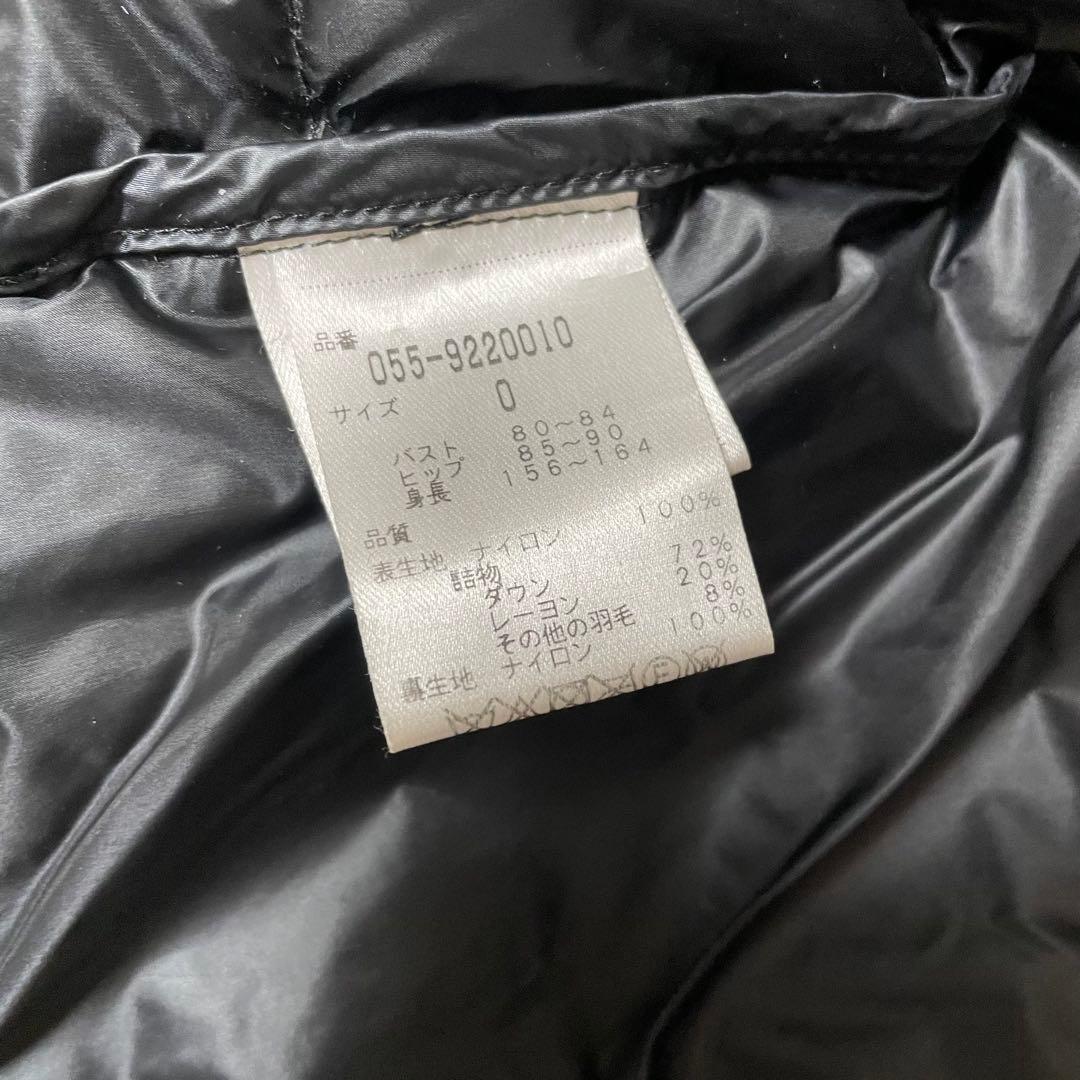 品番
055-9220010
サイズ 0
バスト 80~84
ヒップ 85~90
身長 156~164
品質
表生地 ナイロン 100%
詰物
ダウン 72%
レーヨン 20%
その他の羽毛 8%
裏生地 ナイロン 100%